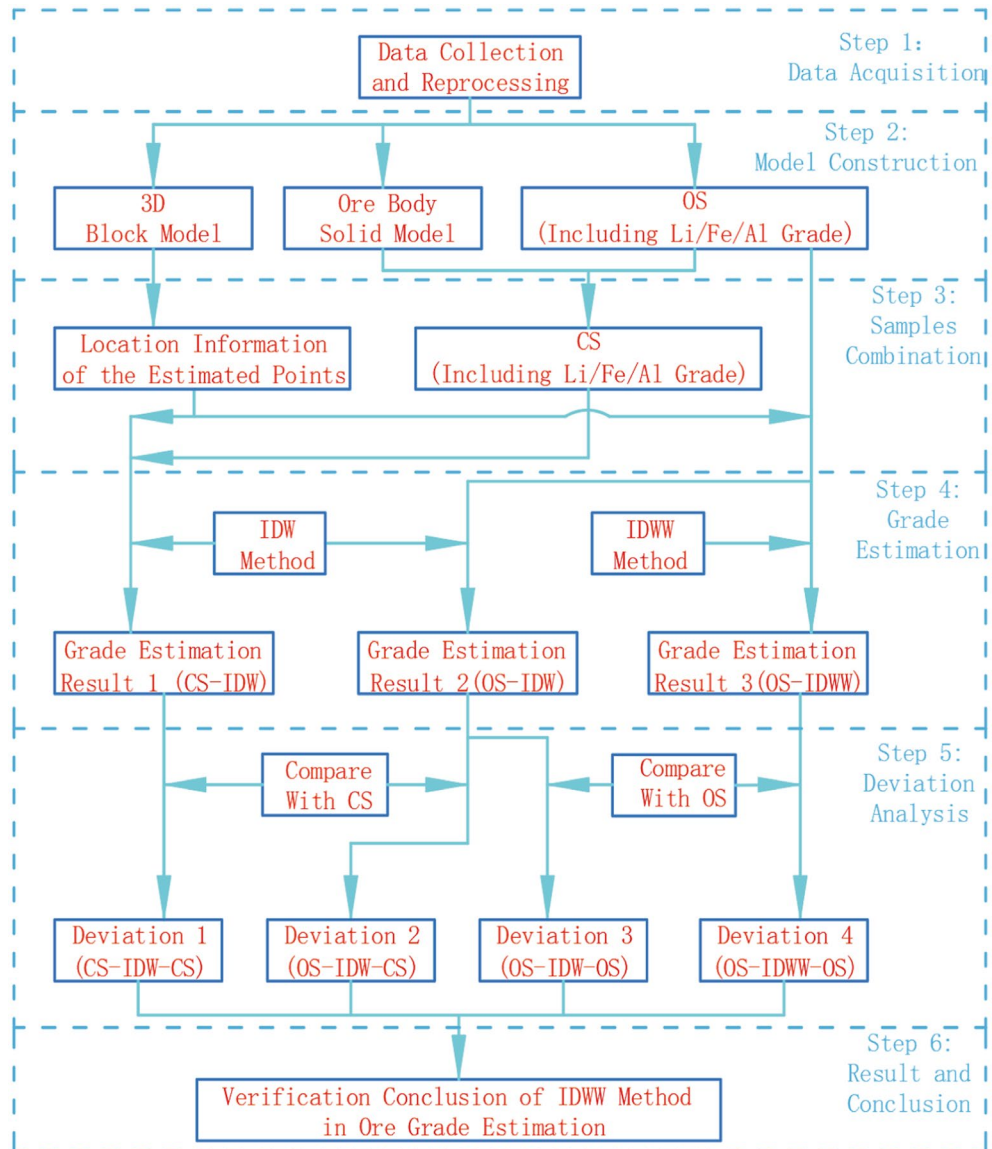 Data Collection
and Reprocessing
Step 1:
Data Acquisition
Step 2:
Model Construction
3D
Block Model
Ore Body
Solid Model
OS
(Including Li/Fe/Al Grade)
Step 3:
Samples
Combination
Location Information
of the Estimated Points
CS
(Including Li/Fe/Al Grade)
Step 4:
Grade
Estimation
IDW
Method
IDWW
Method
Grade Estimation
Result 1 (CS-IDW)
Grade Estimation
Result 2(OS-IDW)
Grade Estimation
Result 3(OS-IDWW)
Step 5:
Deviation
Analysis
Compare
With CS
Compare
With OS
Deviation 1
(CS-IDW-CS)
Deviation 2
(OS-IDW-CS)
Deviation 3
(OS-IDW-OS)
Deviation 4
(OS-IDWW-OS)
Step 6:
Result and
Conclusion
Verification Conclusion of IDWW Method
in Ore Grade Estimation